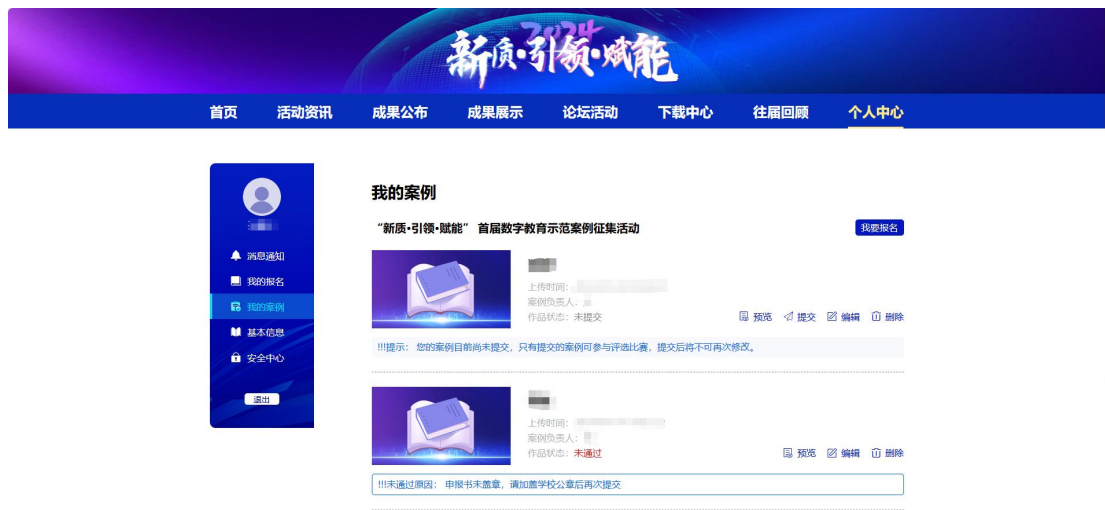 2024
新质·引领·赋能
首页 活动资讯 成果公布 成果展示 论坛活动 下载中心 往届回顾 个人中心
消息通知
我的报名
我的案例
基本信息
安全中心
退出
我的案例
“新质·引领·赋能” 首届数字教育示范案例征集活动 我要报名
上传时间：
案例负责人：
作品状态：未提交 预览 提交 编辑 删除
!!!提示： 您的案例目前尚未提交，只有提交的案例可参与评选比赛，提交后将不可再次修改。
上传时间：
案例负责人：
作品状态：未通过 预览 编辑 删除
!!!未通过原因： 申报书未盖章，请加盖学校公章后再次提交